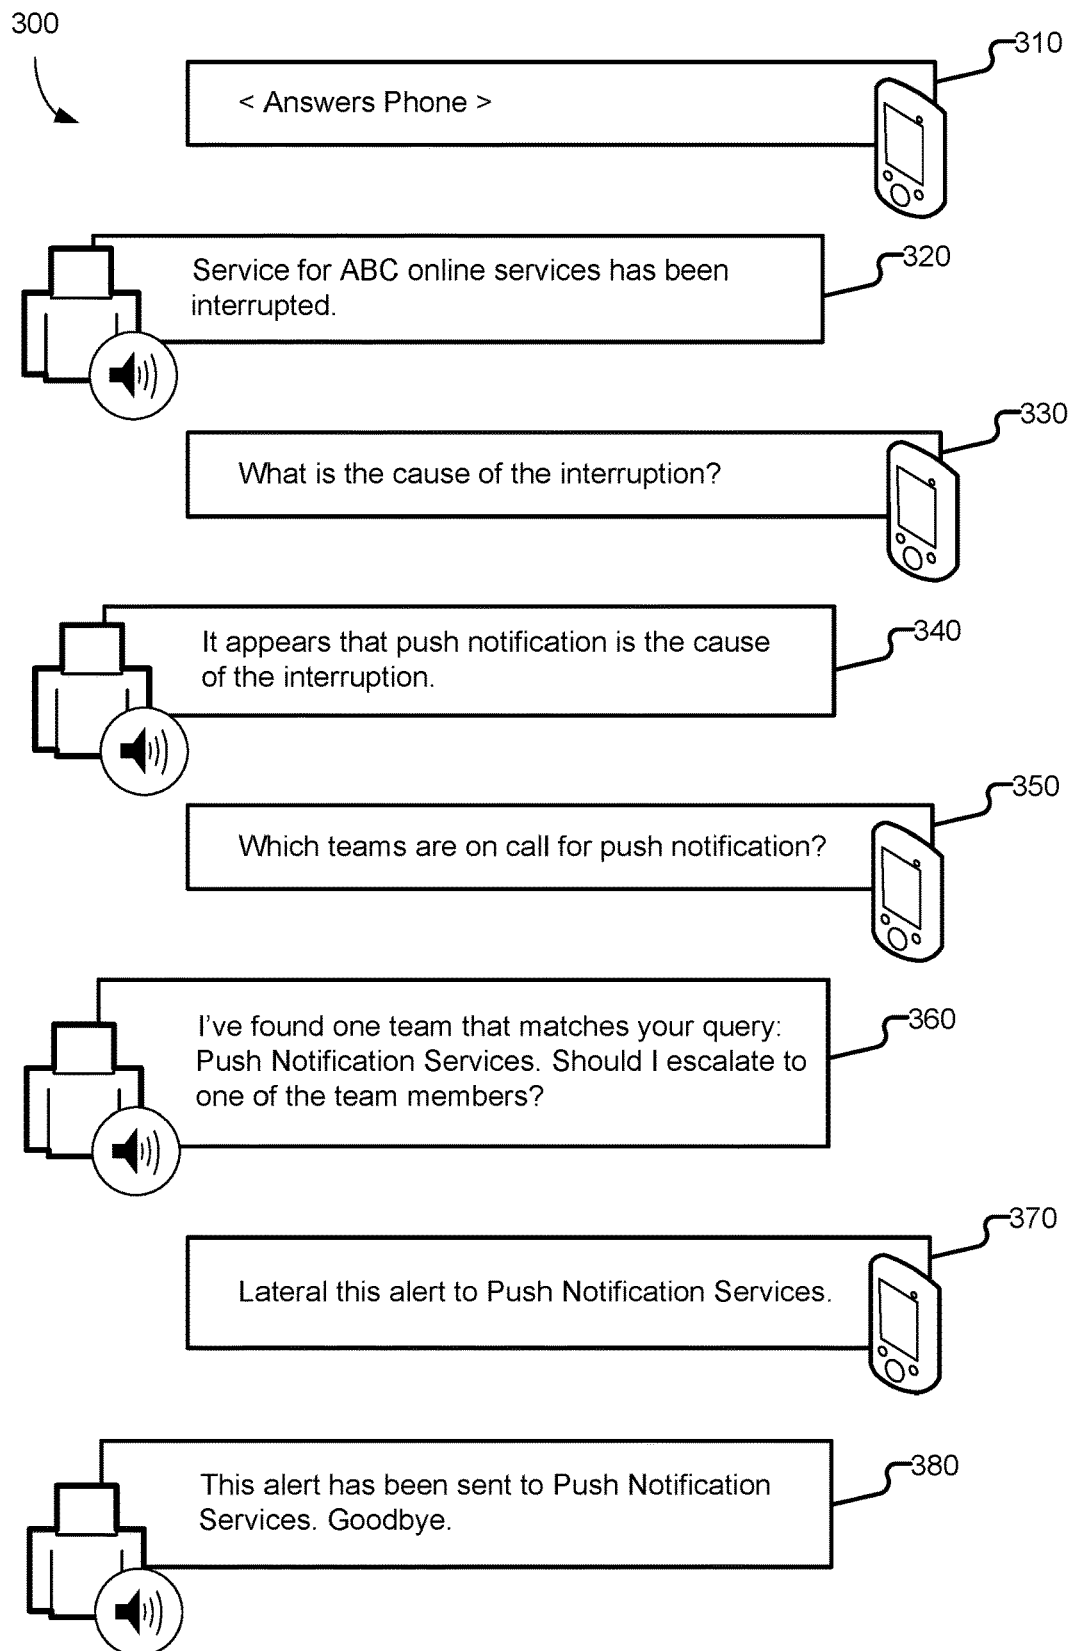 300
310
< Answers Phone >
320
Service for ABC online services has been
interrupted.
330
What is the cause of the interruption?
340
It appears that push notification is the cause
of the interruption.
350
Which teams are on call for push notification?
360
I've found one team that matches your query:
Push Notification Services. Should I escalate to
one of the team members?
370
Lateral this alert to Push Notification Services.
380
This alert has been sent to Push Notification
Services. Goodbye.